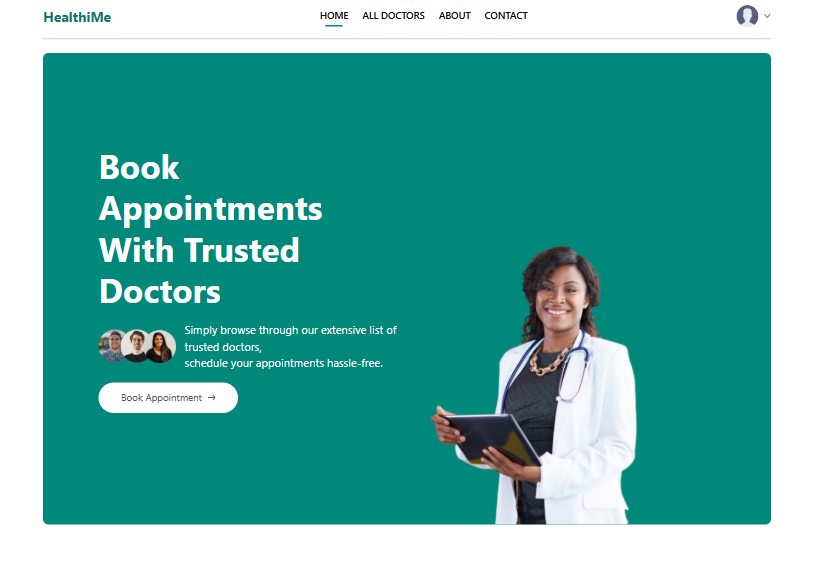 HealthiMe
HOME
ALL DOCTORS
ABOUT
CONTACT
Book
Appointments
With Trusted
Doctors
Simply browse through our extensive list of
trusted doctors,
schedule your appointments hassle-free.
Book Appointment →